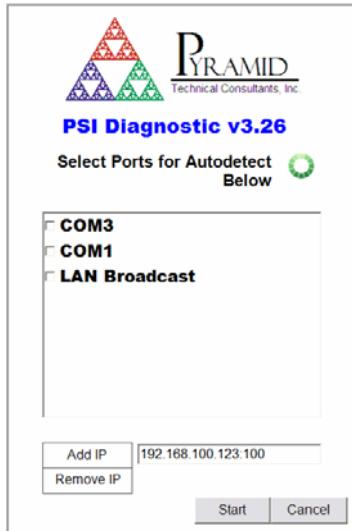 PYRAMID
Technical Consultants, Inc.
PSI Diagnostic v3.26
Select Ports for Autodetect
Below
COM3
COM1
LAN Broadcast
Add IP 192.168.100.123:100
Remove IP
Start Cancel